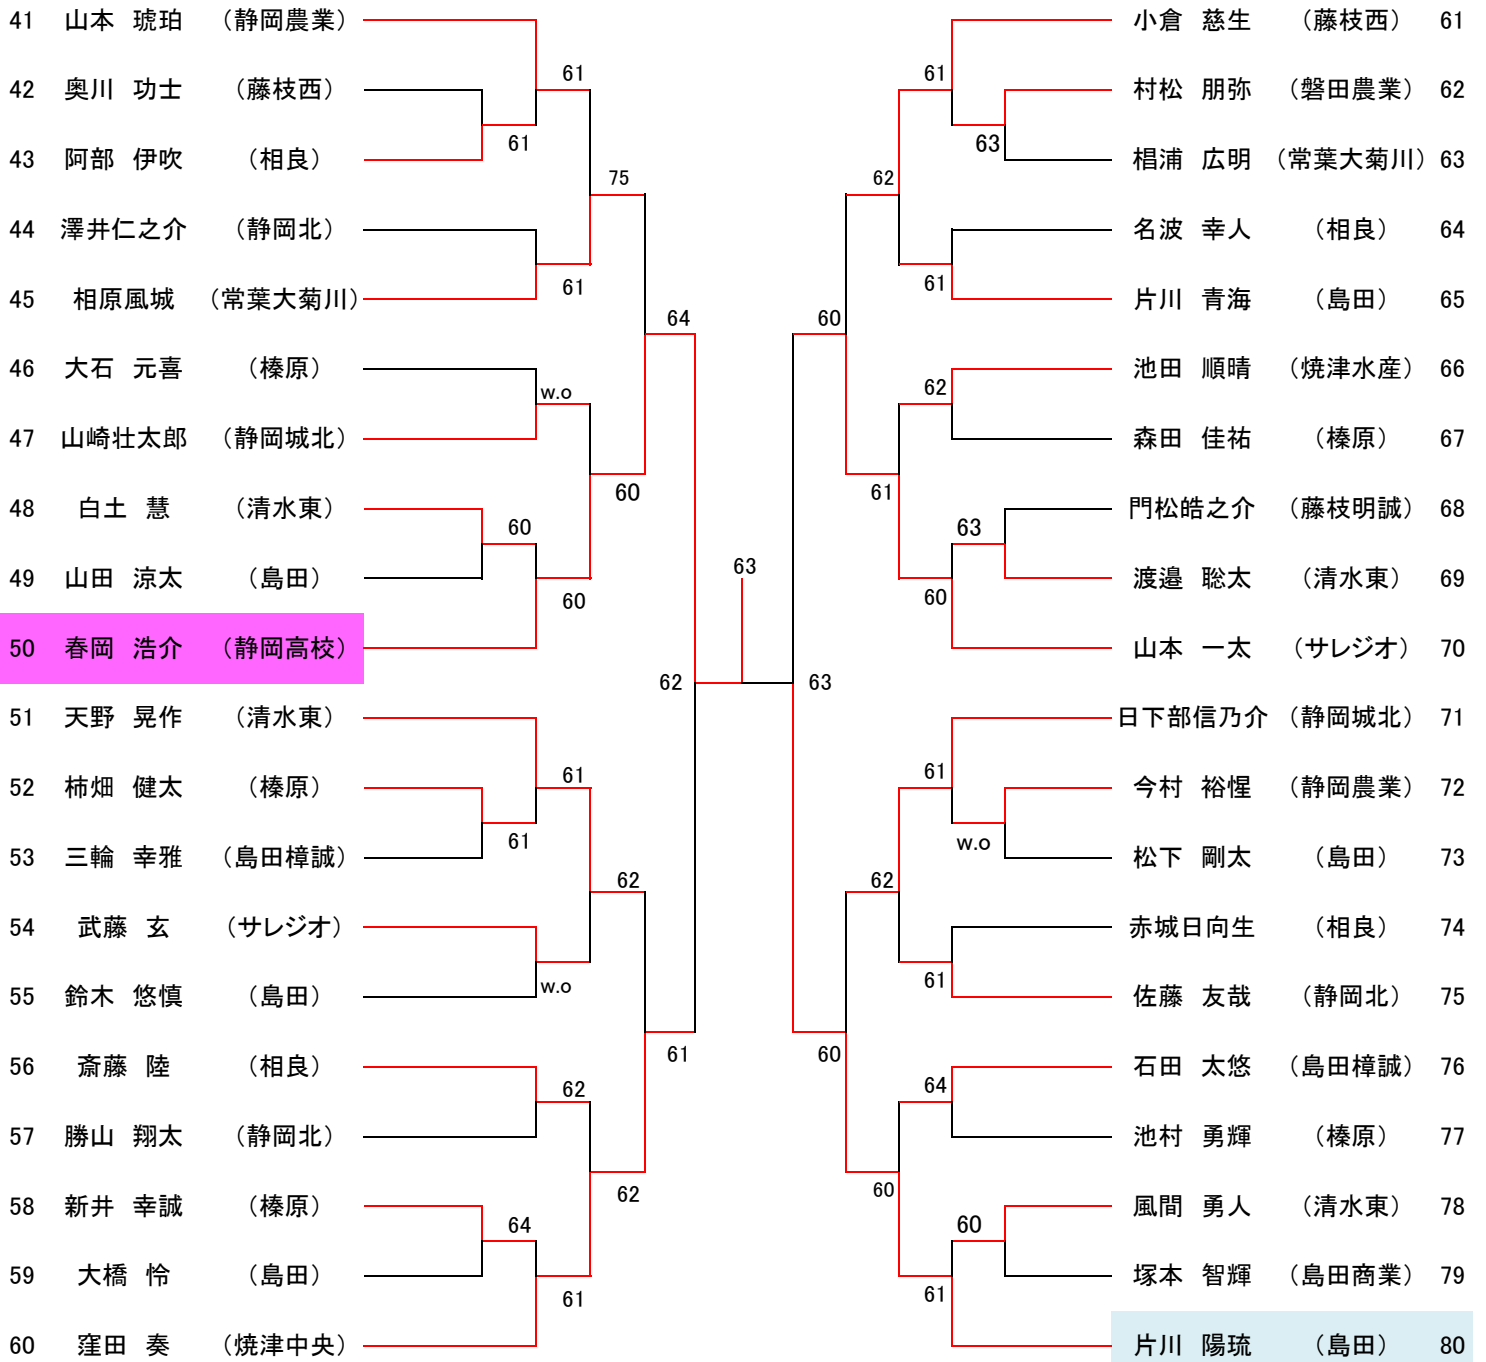 41 山本 琥珀 (静岡農業)
42 奥川 功士 (藤枝西)
43 阿部 伊吹 (相良)
44 澤井仁之介 (静岡北)
45 相原風城 (常葉大菊川)
46 大石 元喜 (榛原)
47 山崎壮太郎 (静岡城北)
48 白土 慧 (清水東)
49 山田 涼太 (島田)
50 春岡 浩介 (静岡高校)
51 天野 晃作 (清水東)
52 柿畑 健太 (榛原)
53 三輪 幸雅 (島田樟誠)
54 武藤 玄 (サレジオ)
55 鈴木 悠慎 (島田)
56 斎藤 陸 (相良)
57 勝山 翔太 (静岡北)
58 新井 幸誠 (榛原)
59 大橋 怜 (島田)
60 窪田 奏 (焼津中央)
61
61
75
61
64
w.o
60
60
60
62
61
61
62
w.o
61
62
62
64
61
63
61
63
62
61
60
62
61
63
60
63
61
w.o
62
61
60
64
60
60
61
小倉 慈生 (藤枝西) 61
村松 朋弥 (磐田農業) 62
椙浦 広明 (常葉大菊川) 63
名波 幸人 (相良) 64
片川 青海 (島田) 65
池田 順晴 (焼津水産) 66
森田 佳祐 (榛原) 67
門松皓之介 (藤枝明誠) 68
渡邉 聡太 (清水東) 69
山本 一太 (サレジオ) 70
日下部信乃介 (静岡城北) 71
今村 裕惺 (静岡農業) 72
松下 剛太 (島田) 73
赤城日向生 (相良) 74
佐藤 友哉 (静岡北) 75
石田 太悠 (島田樟誠) 76
池村 勇輝 (榛原) 77
風間 勇人 (清水東) 78
塚本 智輝 (島田商業) 79
片川 陽琉 (島田) 80